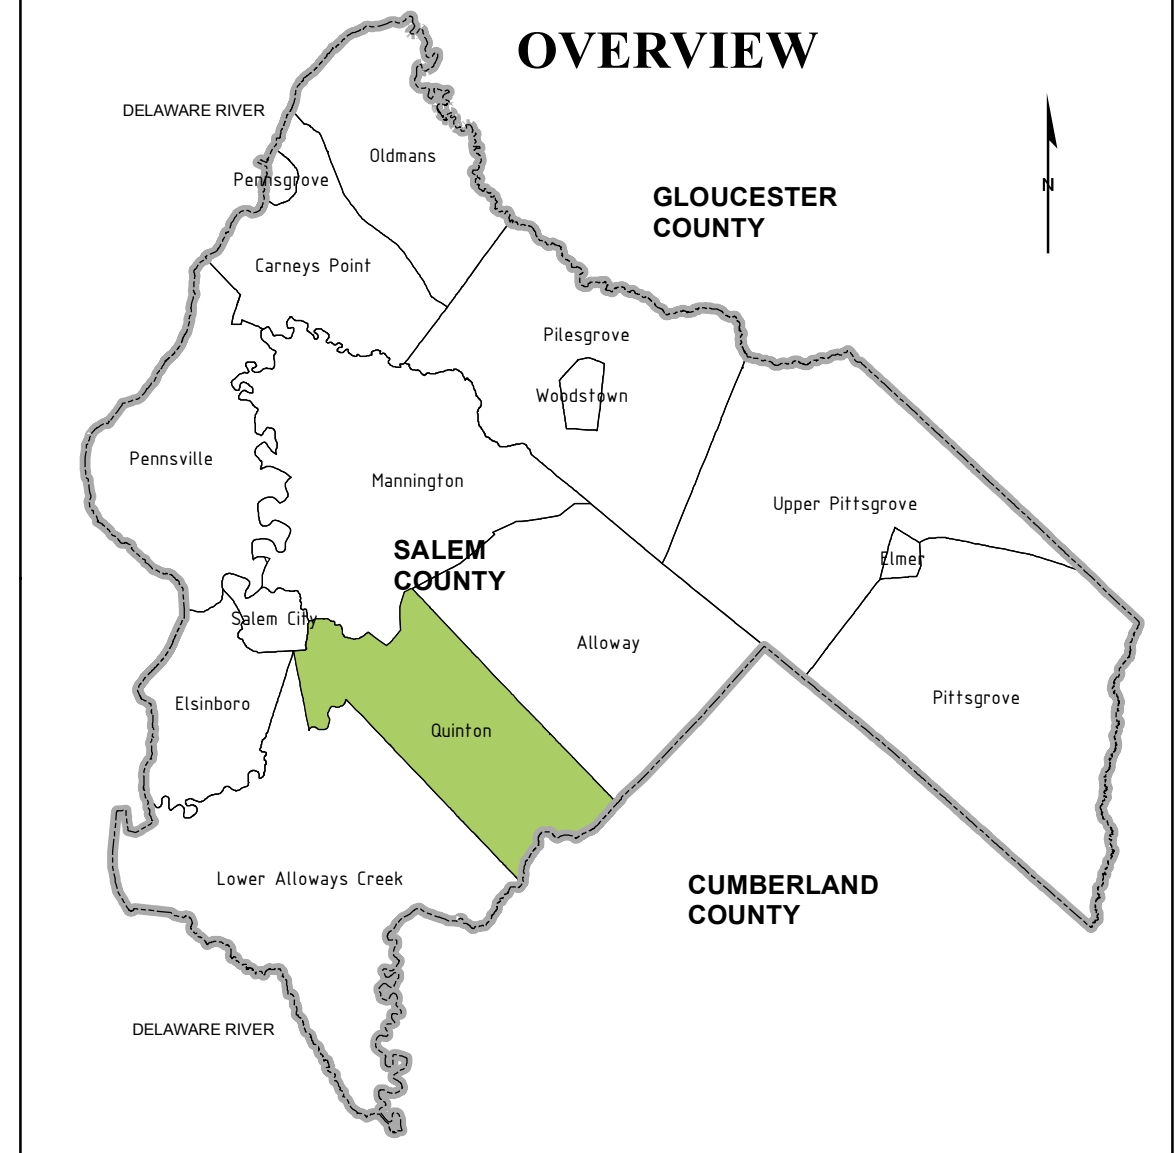 OVERVIEW
DELAWARE RIVER
Oldmans
Pennsgrove
N
GLOUCESTER
COUNTY
Carneys Point
Pilesgrove
Woodstown
Pennsville
Mannington
Upper Pittsgrove
SALEM
COUNTY
Elmer
Salem City
Alloway
Elsinboro
Pittsgrove
Quinton
Lower Alloways Creek
CUMBERLAND
COUNTY
DELAWARE RIVER